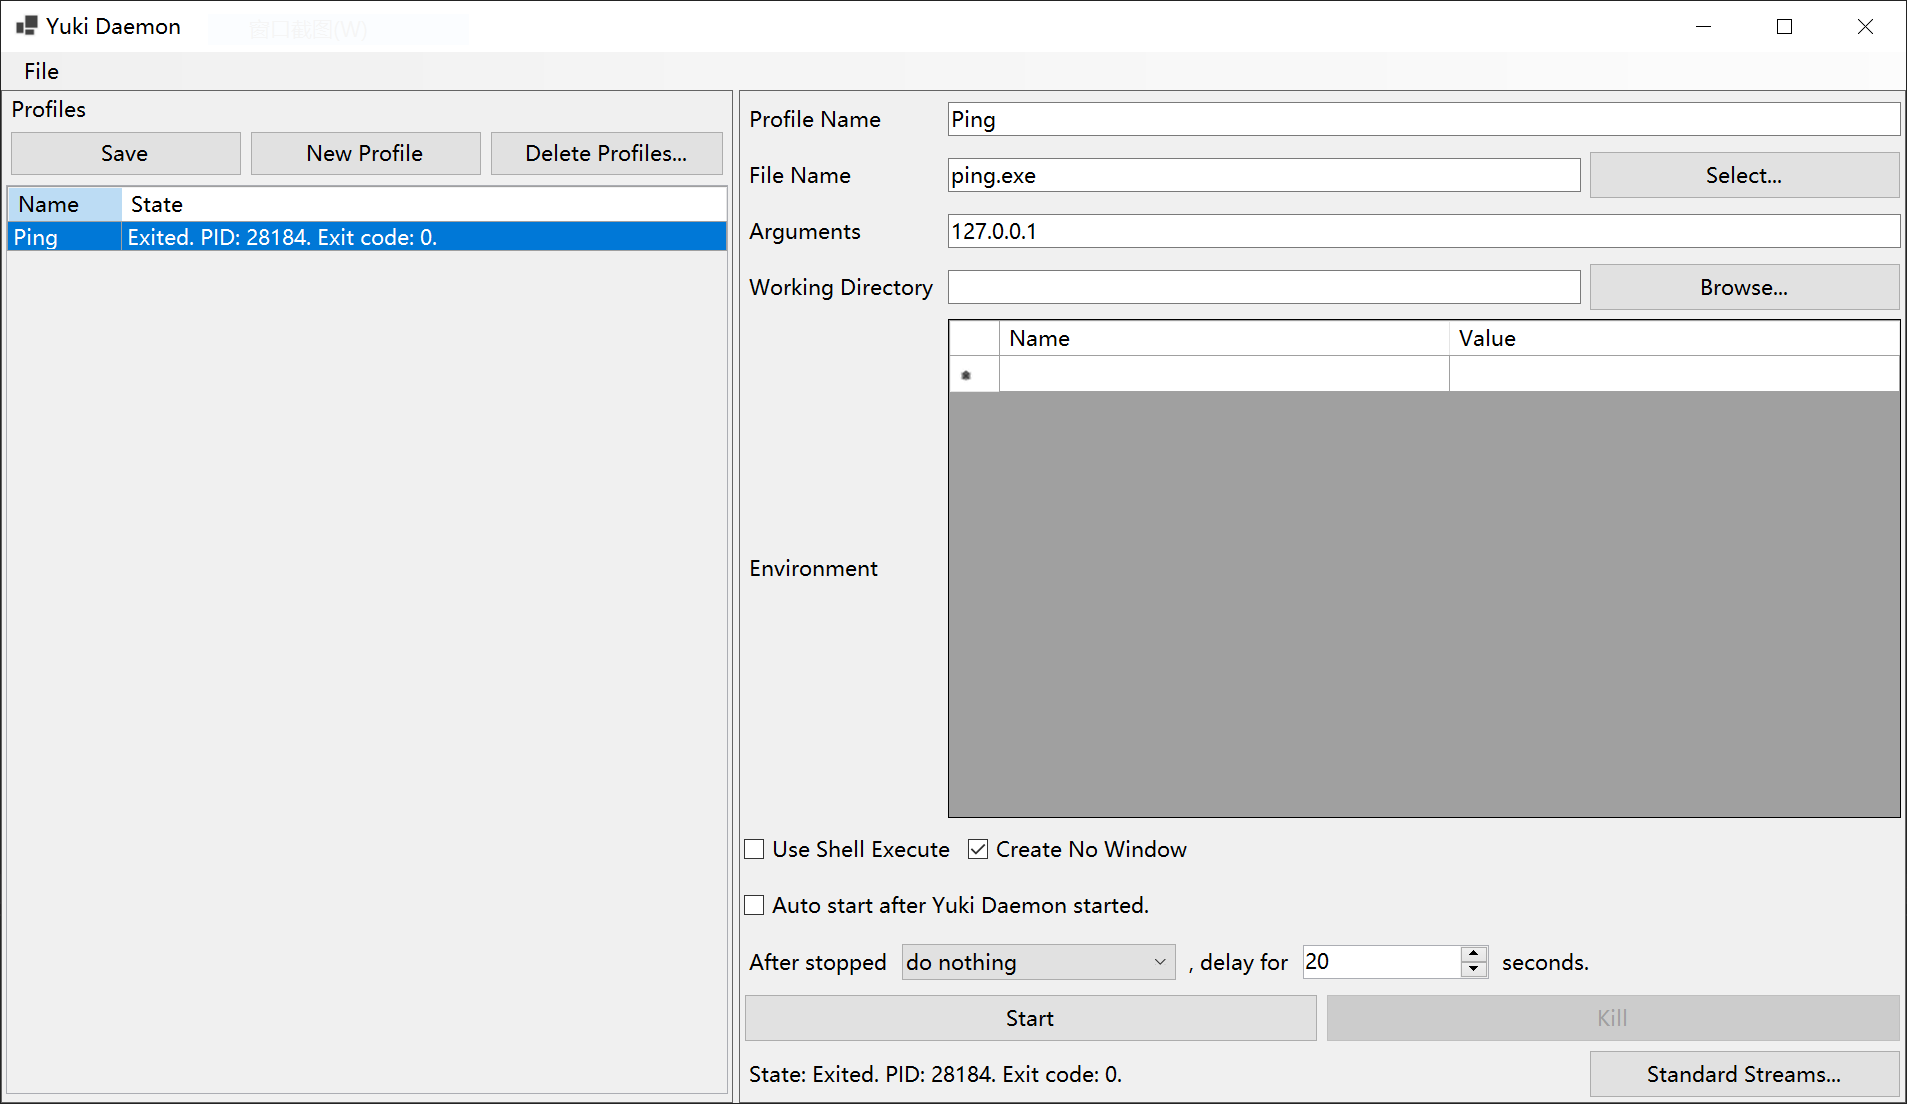 Yuki Daemon
窗口截图(W)
File
Profiles
Save New Profile Delete Profiles...
Name State
Ping Exited. PID: 28184. Exit code: 0.
Profile Name Ping
File Name ping.exe Select...
Arguments 127.0.0.1
Working Directory Browse...
Name Value
Environment
Use Shell Execute Create No Window
Auto start after Yuki Daemon started.
After stopped do nothing , delay for 20 seconds.
Start Kill
State: Exited. PID: 28184. Exit code: 0. Standard Streams...